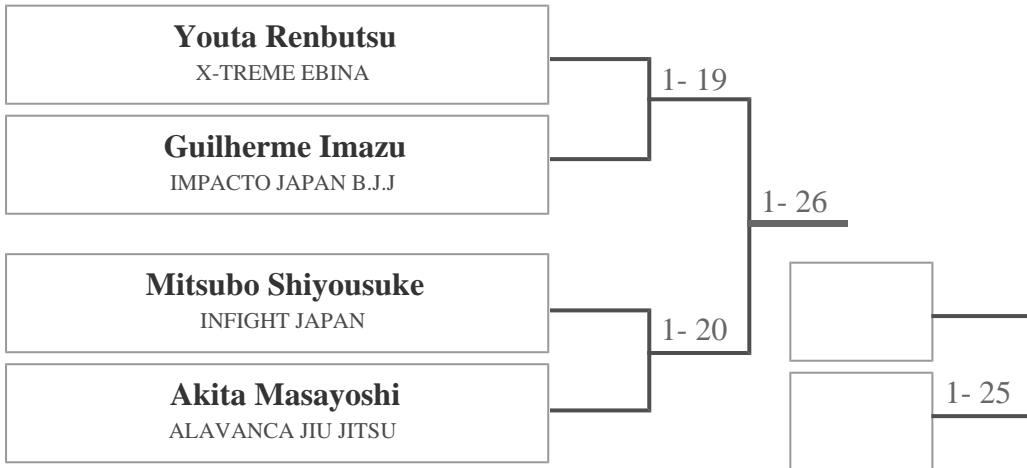 Youta Renbutsu
X-TREME EBINA
1- 19
Guilherme Imazu
IMPACTO JAPAN B.J.J
1- 26
Mitsubo Shiyousuke
INFIGHT JAPAN
1- 20
Akita Masayoshi
ALAVANCA JIU JITSU
1- 25